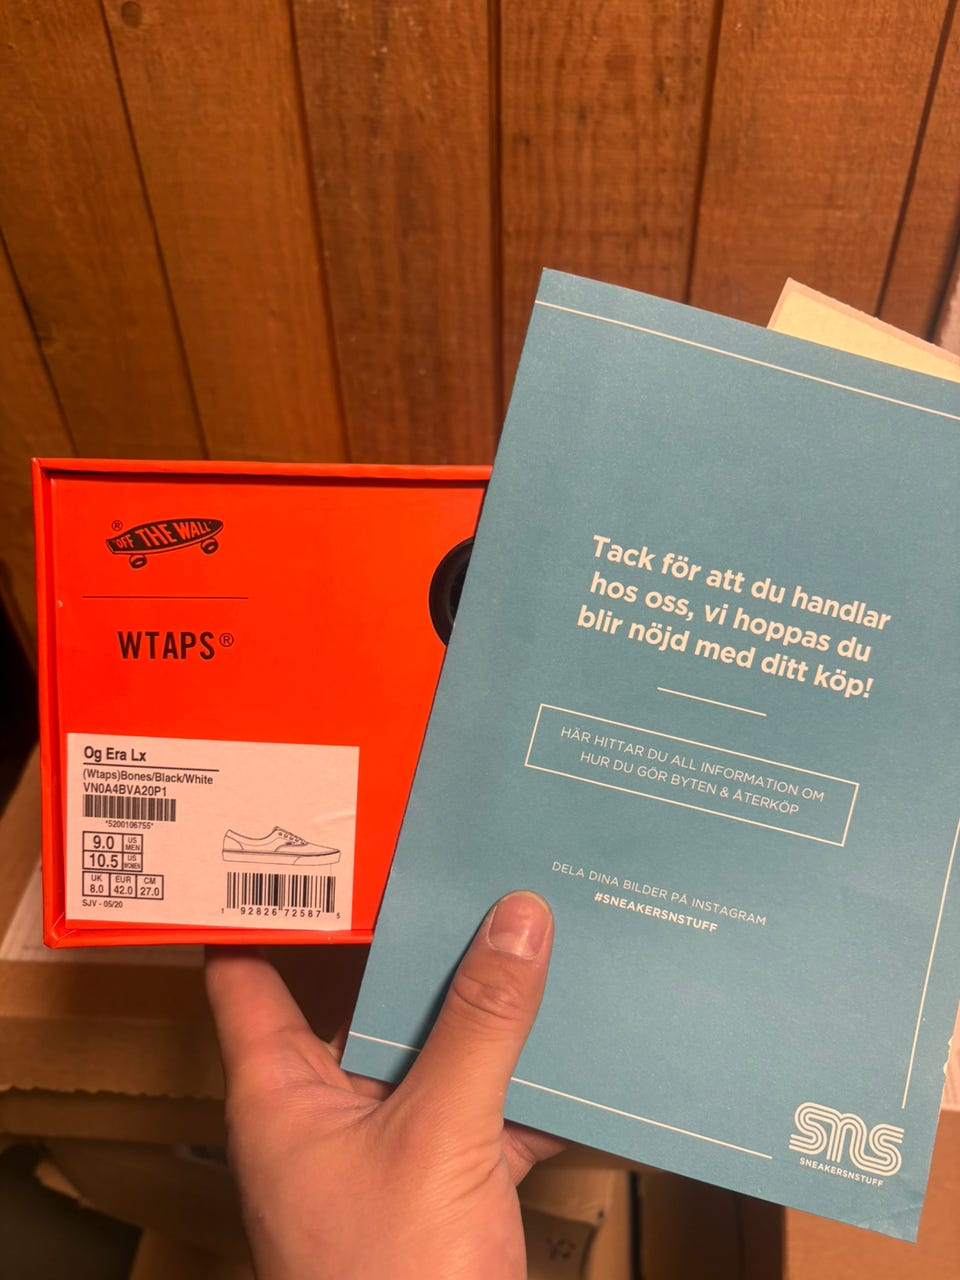 ® "OFF THE WALL"
WTAPS®
Og Era Lx
(Wtaps)Bones/Black/White
VN0A4BVA20P1
*5200106755*
9.0 US MEN
10.5 US WOMEN
UK EUR CM
8.0 42.0 27.0
SJV - 05/20
1 92826 72587 5
Tack för att du handlar
hos oss, vi hoppas du
blir nöjd med ditt köp!
HÄR HITTAR DU ALL INFORMATION OM
HUR DU GÖR BYTEN & ÅTERKÖP
DELA DINA BILDER PÅ INSTAGRAM
#SNEAKERSNSTUFF
sns
SNEAKERSNSTUFF